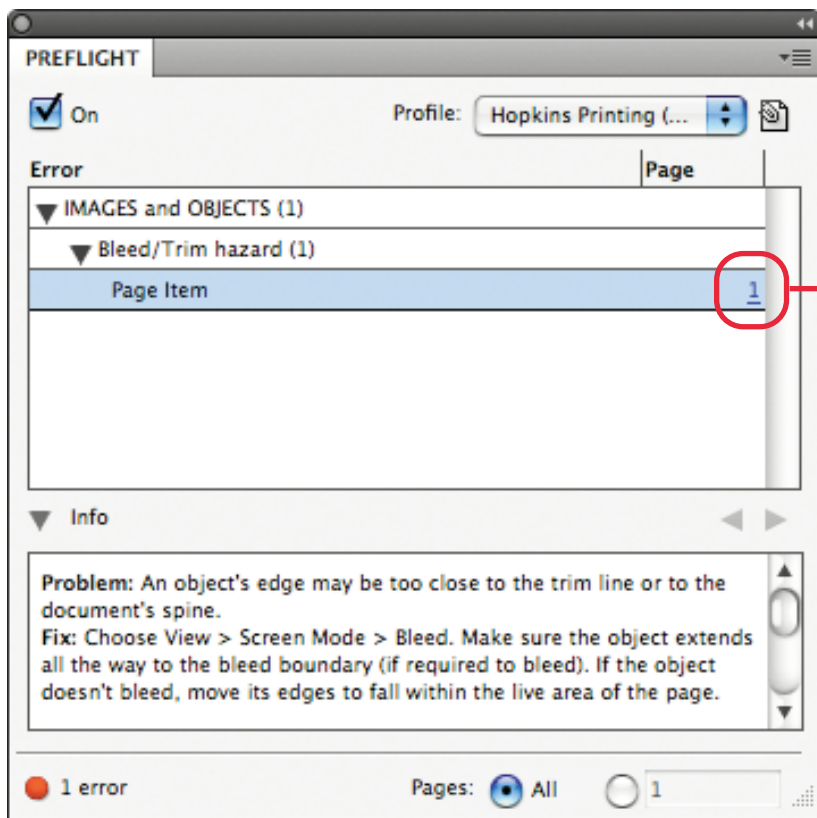 PREFLIGHT
On
Profile: Hopkins Printing (...
Error Page
IMAGES and OBJECTS (1)
Bleed/Trim hazard (1)
Page Item 1
Info
Problem: An object's edge may be too close to the trim line or to the
document's spine.
Fix: Choose View > Screen Mode > Bleed. Make sure the object extends
all the way to the bleed boundary (if required to bleed). If the object
doesn't bleed, move its edges to fall within the live area of the page.
1 error Pages: All 1